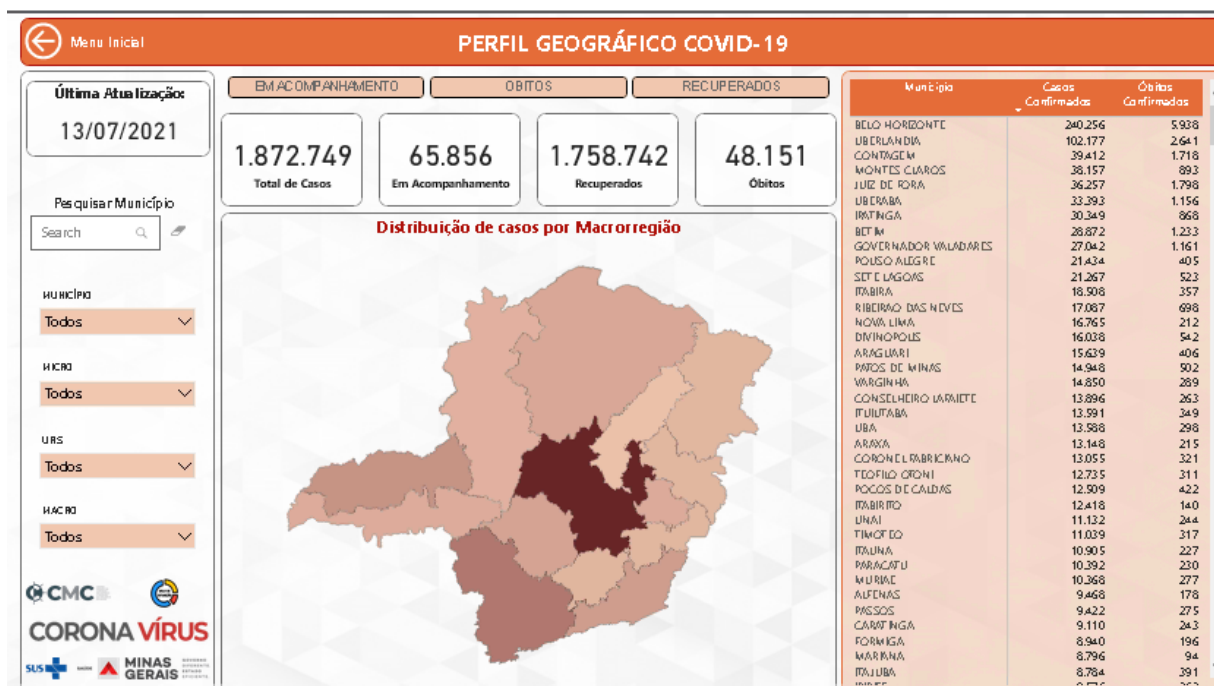 Menu Inicial
PERFIL GEOGRÁFICO COVID-19
Última Atualização:
13/07/2021
Pesquisar Município
Search
MUNICÍPIO
Todos
MICRO
Todos
URS
Todos
MACRO
Todos
CMC
CORONA VÍRUS
SUS
MINAS GERAIS
EM ACOMPANHAMENTO OBITOS RECUPERADOS
1.872.749 65.856 1.758.742 48.151
Total de Casos Em Acompanhamento Recuperados Óbitos
Distribuição de casos por Macrorregião
Município Casos Confirmados Óbitos Confirmados
BELO HORIZONTE 240.256 5.938
UBERLANDIA 102.177 2.641
CONTAGEM 39.412 1.718
MONTES CLAROS 38.157 893
JUIZ DE FORA 36.257 1.798
UBERABA 33.393 1.156
IPATINGA 30.349 868
BETIM 28.872 1.233
GOVERNADOR VALADARES 27.042 1.161
POUSO ALEGRE 21.434 405
SETE LAGOAS 21.267 523
ITABIRA 18.508 357
RIBEIRAO DAS NEVES 17.087 698
NOVA LIMA 16.765 212
DIVINOPOLIS 16.038 542
ARAGUARI 15.639 406
PATOS DE MINAS 14.948 502
VARGINHA 14.850 289
CONSELHEIRO LAFAIETE 13.896 263
ITUIUTABA 13.591 349
UBA 13.588 298
ARAXA 13.148 215
CORONEL FABRICIANO 13.055 321
TEOFILO OTONI 12.735 311
POCOS DE CALDAS 12.509 422
ITABIRITO 12.418 140
UNAI 11.132 244
TIMOTEO 11.039 317
ITAUNA 10.905 227
PARACATU 10.392 230
MURIAE 10.368 277
ALFENAS 9.468 178
PASSOS 9.422 275
CARATINGA 9.110 243
FORMIGA 8.940 196
MARIANA 8.796 94
ITAJUBA 8.784 391